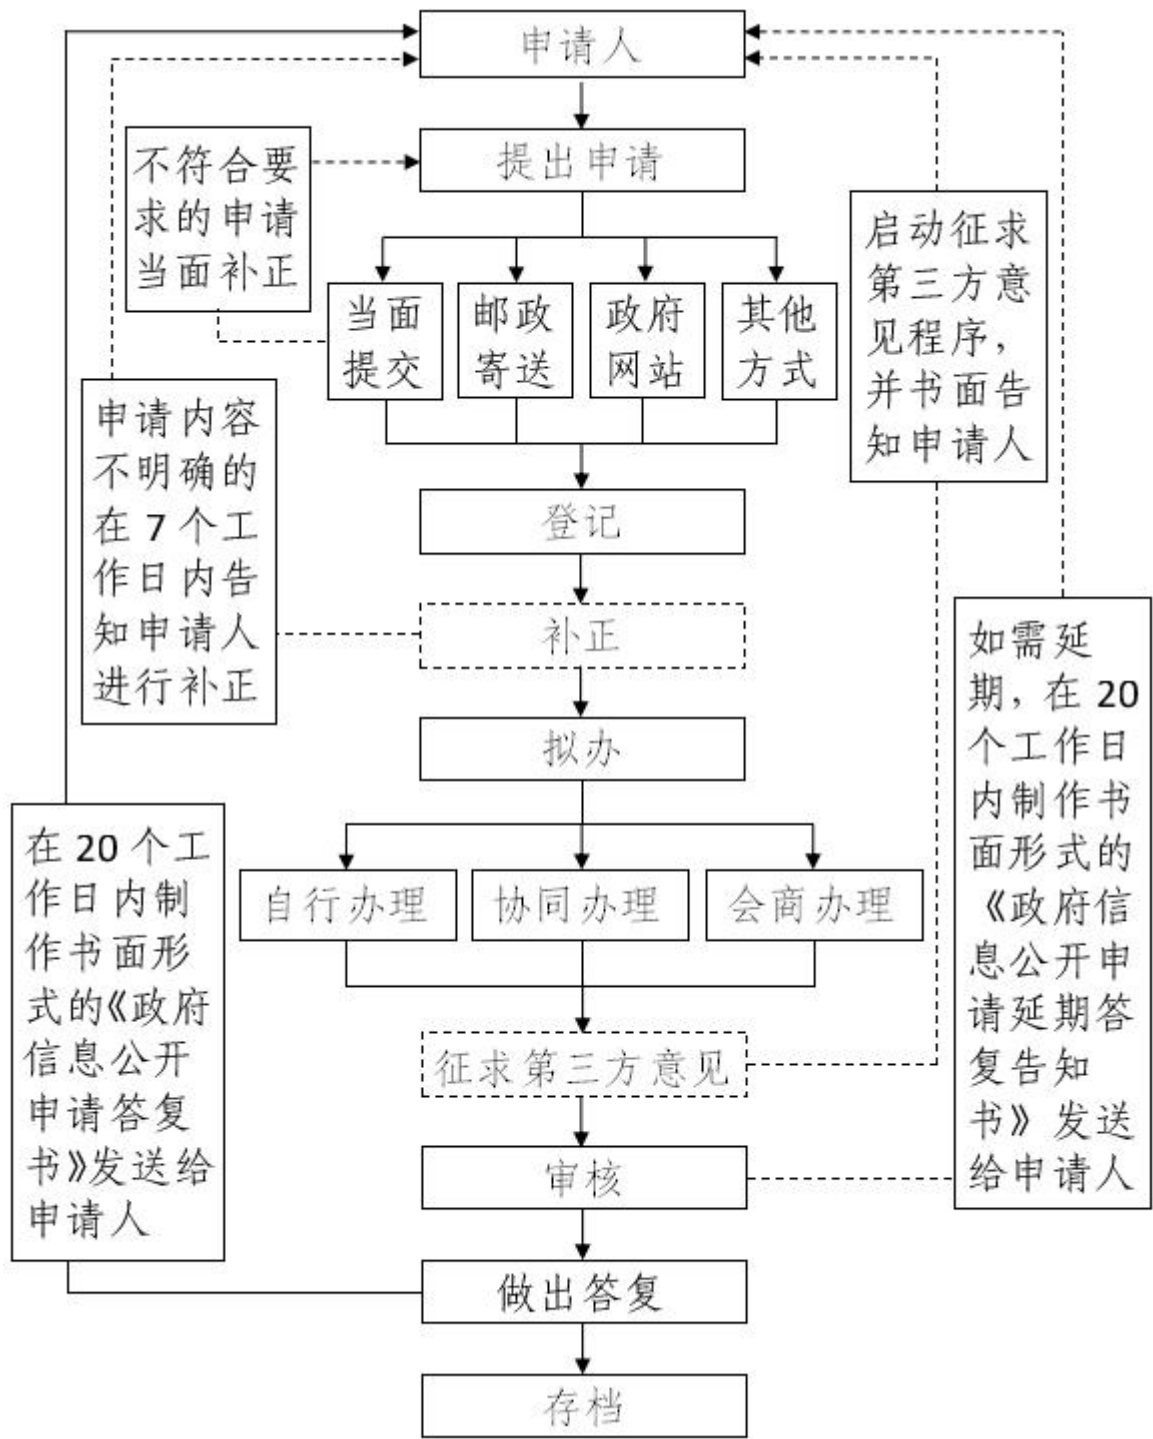 申请人
提出申请
不符合要
求的申请
当面补正
当面
提交
邮政
寄送
政府
网站
其他
方式
启动征求
第三方意
见程序，
并书面告
知申请人
申请内容
不明确的
在7个工
作日内告
知申请人
进行补正
登记
补正
拟办
自行办理
协同办理
会商办理
如需延
期，在20
个工作日
内制作书
面形式的
《政府信
息公开申
请延期答
复告知
书》发送
给申请人
在20个工
作日内制
作书面形
式的《政府
信息公开
申请答复
书》发送给
申请人
征求第三方意见
审核
做出答复
存档